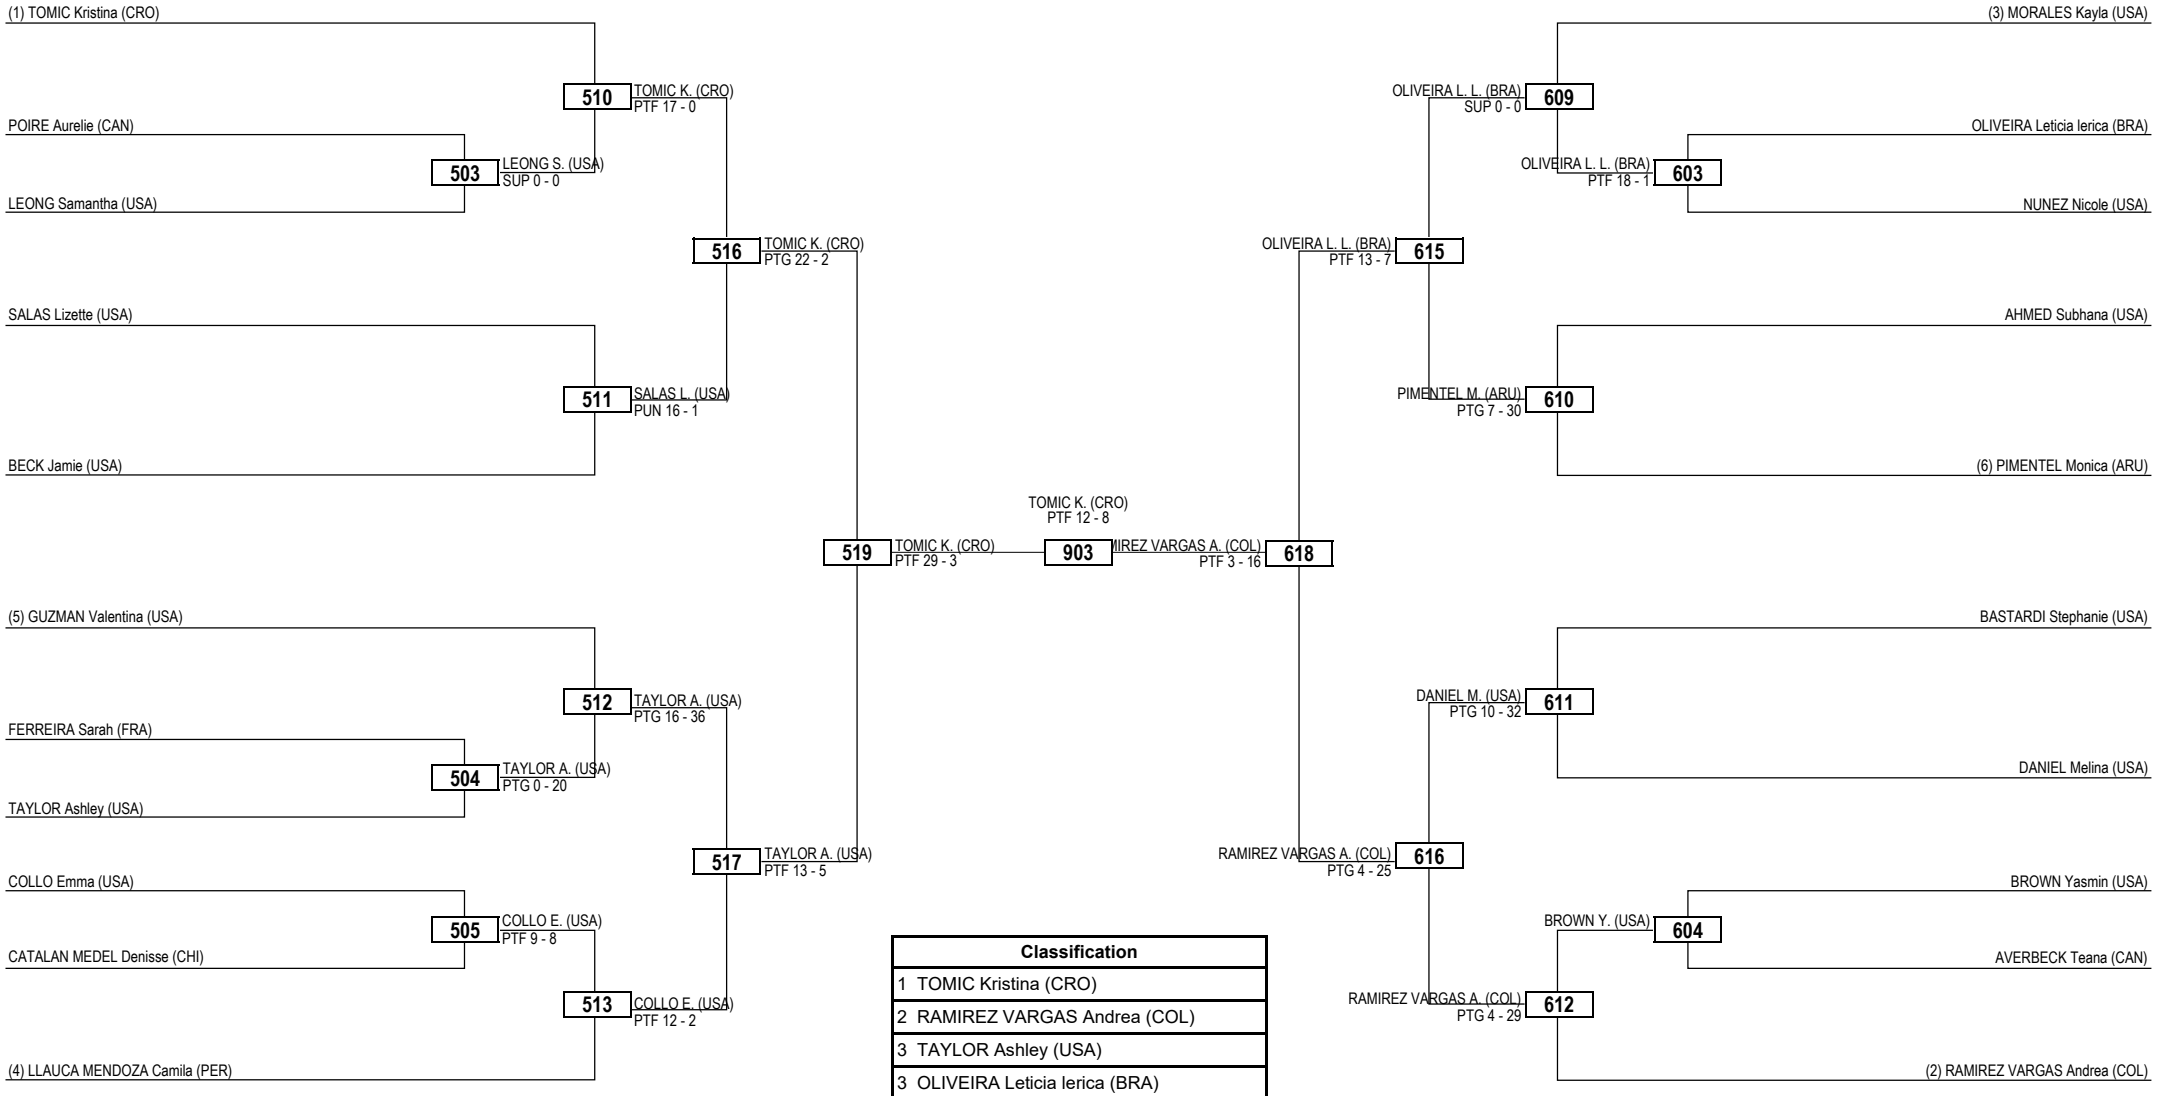 (1) TOMIC Kristina (CRO)
(3) MORALES Kayla (USA)
510
TOMIC K. (CRO)
PTF 17 - 0
OLIVEIRA L. L. (BRA)
SUP 0 - 0
609
POIRE Aurelie (CAN)
OLIVEIRA Leticia lerica (BRA)
503
LEONG S. (USA)
SUP 0 - 0
OLIVEIRA L. L. (BRA)
PTF 18 - 1
603
LEONG Samantha (USA)
NUNEZ Nicole (USA)
516
TOMIC K. (CRO)
PTG 22 - 2
OLIVEIRA L. L. (BRA)
PTF 13 - 7
615
SALAS Lizette (USA)
AHMED Subhana (USA)
511
SALAS L. (USA)
PUN 16 - 1
PIMENTEL M. (ARU)
PTG 7 - 30
610
BECK Jamie (USA)
(6) PIMENTEL Monica (ARU)
TOMIC K. (CRO)
PTF 12 - 8
519
TOMIC K. (CRO)
PTF 29 - 3
903
MIREZ VARGAS A. (COL)
PTF 3 - 16
618
(5) GUZMAN Valentina (USA)
BASTARDI Stephanie (USA)
512
TAYLOR A. (USA)
PTG 16 - 36
DANIEL M. (USA)
PTG 10 - 32
611
FERREIRA Sarah (FRA)
504
TAYLOR A. (USA)
PTG 0 - 20
DANIEL Melina (USA)
TAYLOR Ashley (USA)
517
TAYLOR A. (USA)
PTF 13 - 5
RAMIREZ VARGAS A. (COL)
PTG 4 - 25
616
COLLO Emma (USA)
BROWN Yasmin (USA)
505
COLLO E. (USA)
PTF 9 - 8
BROWN Y. (USA)
604
CATALAN MEDEL Denisse (CHI)
AVERBECK Teana (CAN)
513
COLLO E. (USA)
PTF 12 - 2
RAMIREZ VARGAS A. (COL)
PTG 4 - 29
612
(4) LLAUCA MENDOZA Camila (PER)
(2) RAMIREZ VARGAS Andrea (COL)
Classification
1 TOMIC Kristina (CRO)
2 RAMIREZ VARGAS Andrea (COL)
3 TAYLOR Ashley (USA)
3 OLIVEIRA Leticia lerica (BRA)